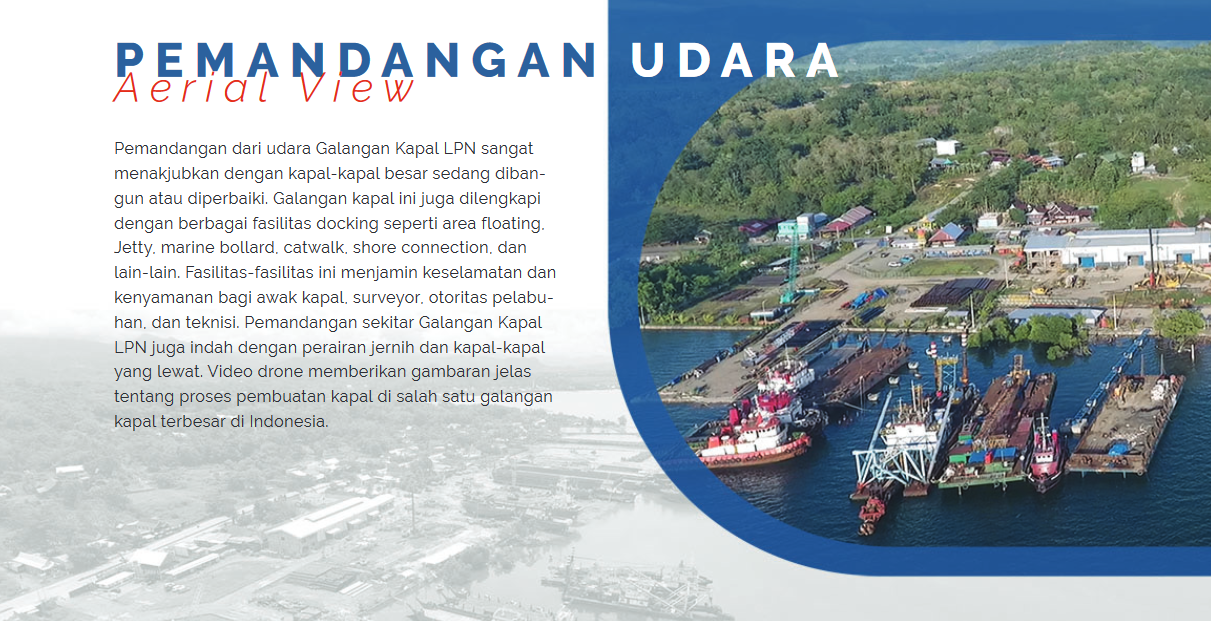 PEMANDANGAN UDARA
Aerial View
Pemandangan dari udara Galangan Kapal LPN sangat
menakjubkan dengan kapal-kapal besar sedang diban-
gun atau diperbaiki. Galangan kapal ini juga dilengkapi
dengan berbagai fasilitas docking seperti area floating,
Jetty, marine bollard, catwalk, shore connection, dan
lain-lain. Fasilitas-fasilitas ini menjamin keselamatan dan
kenyamanan bagi awak kapal, surveyor, otoritas pelabu-
han, dan teknisi. Pemandangan sekitar Galangan Kapal
LPN juga indah dengan perairan jernih dan kapal-kapal
yang lewat. Video drone memberikan gambaran jelas
tentang proses pembuatan kapal di salah satu galangan
kapal terbesar di Indonesia.